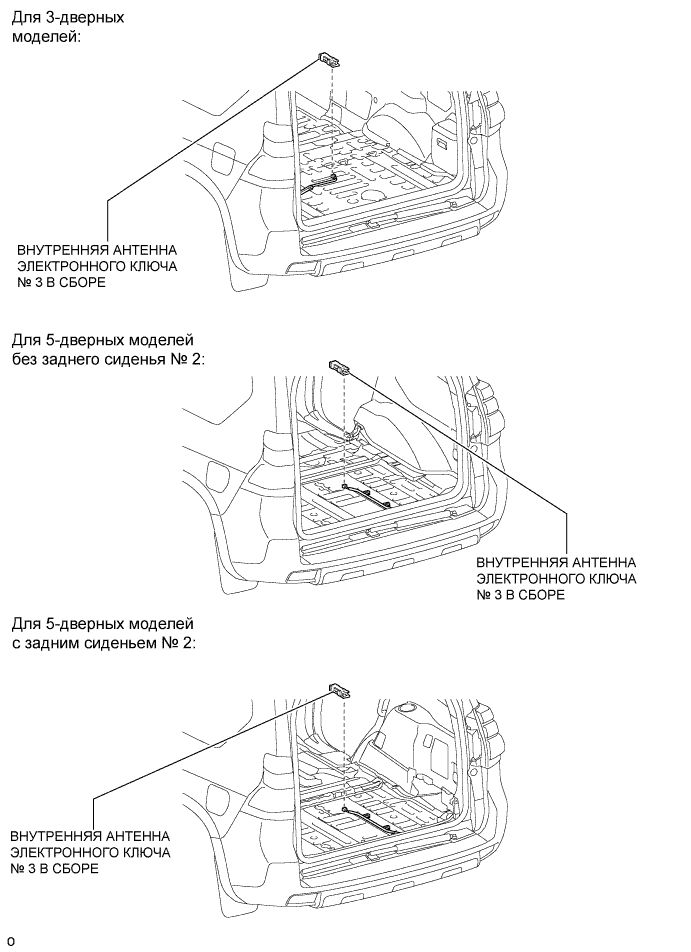 Для 3-дверных
моделей:
ВНУТРЕННЯЯ АНТЕННА
ЭЛЕКТРОННОГО КЛЮЧА
№ 3 В СБОРЕ
Для 5-дверных моделей
без заднего сиденья № 2:
ВНУТРЕННЯЯ АНТЕННА
ЭЛЕКТРОННОГО КЛЮЧА
№ 3 В СБОРЕ
Для 5-дверных моделей
с задним сиденьем № 2:
ВНУТРЕННЯЯ АНТЕННА
ЭЛЕКТРОННОГО КЛЮЧА
№ 3 В СБОРЕ
O